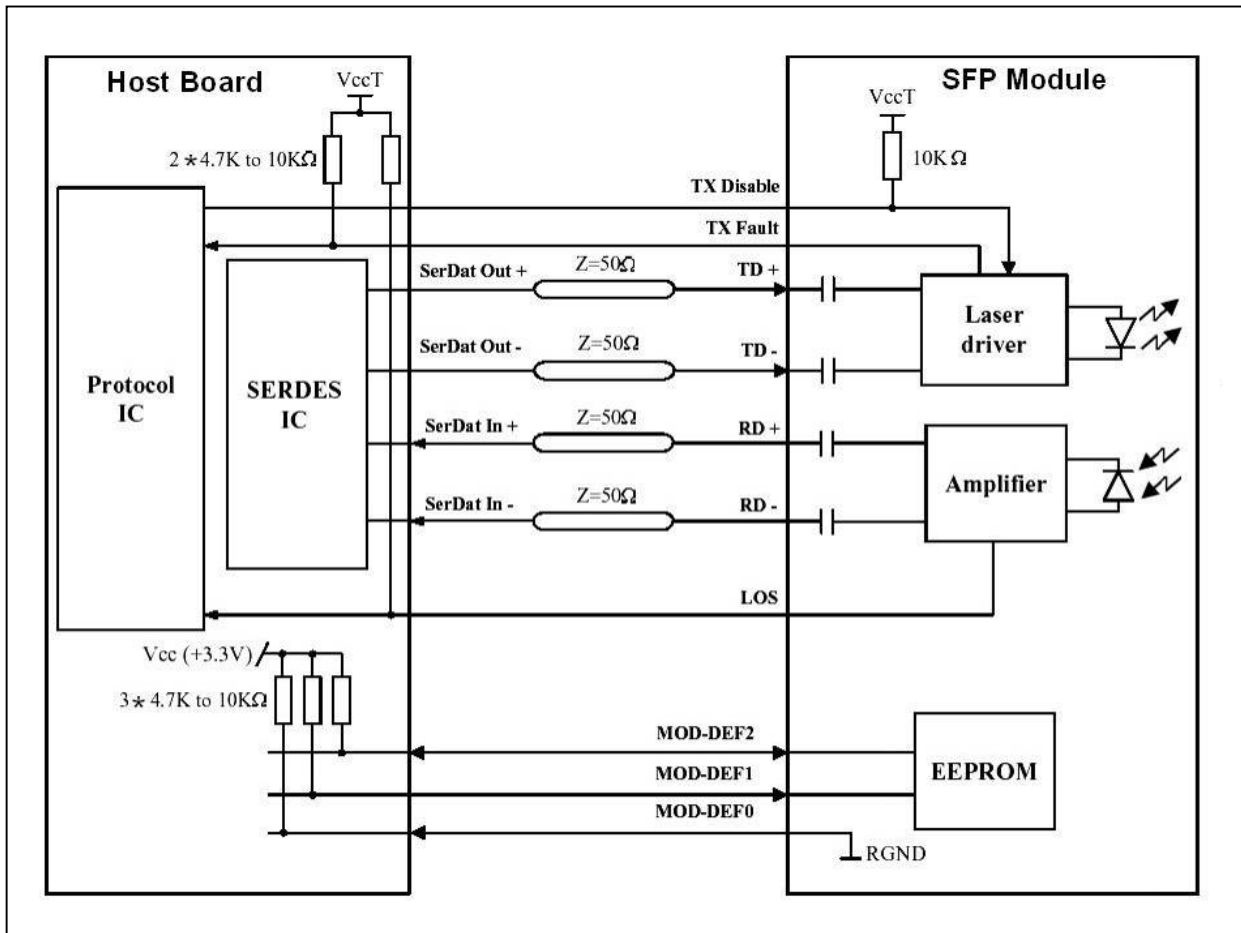 Host Board
SFP Module
VccT
VccT
2 * 4.7K to 10KΩ
10K Ω
TX Disable
TX Fault
SerDat Out +
Z=50Ω
TD +
Laser
driver
SerDat Out -
Z=50Ω
TD -
Protocol
IC
SERDES
IC
SerDat In +
Z=50Ω
RD +
Amplifier
SerDat In -
Z=50Ω
RD -
LOS
Vcc (+3.3V)
3 * 4.7K to 10KΩ
MOD-DEF2
MOD-DEF1
MOD-DEF0
EEPROM
RGND